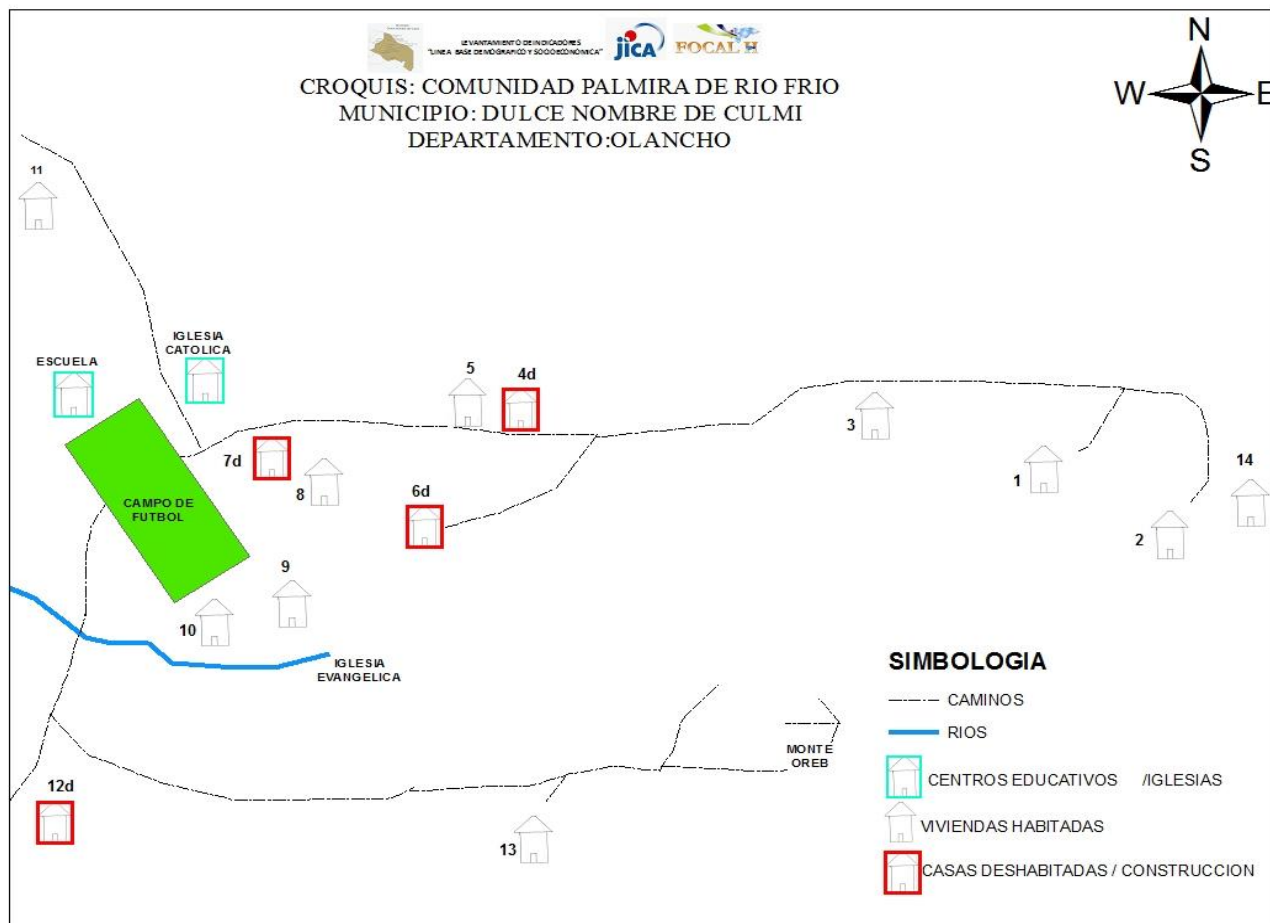 LEVANTAMIENTO DE INDICADORES
"LINEA BASE DEMOGRAFICO Y SOCIOECONOMICA"
jICA
FOCAL H
CROQUIS: COMUNIDAD PALMIRA DE RIO FRIO
MUNICIPIO: DULCE NOMBRE DE CULMI
DEPARTAMENTO:OLANCHO
N
W
E
S
11
IGLESIA
CATOLICA
ESCUELA
5
4d
3
7d
8
6d
1
14
2
CAMPO DE
FUTBOL
9
10
IGLESIA
EVANGELICA
MONTE
OREB
12d
13
SIMBOLOGIA
CAMINOS
RIOS
CENTROS EDUCATIVOS /IGLESIAS
VIVIENDAS HABITADAS
CASAS DESHABITADAS / CONSTRUCCION